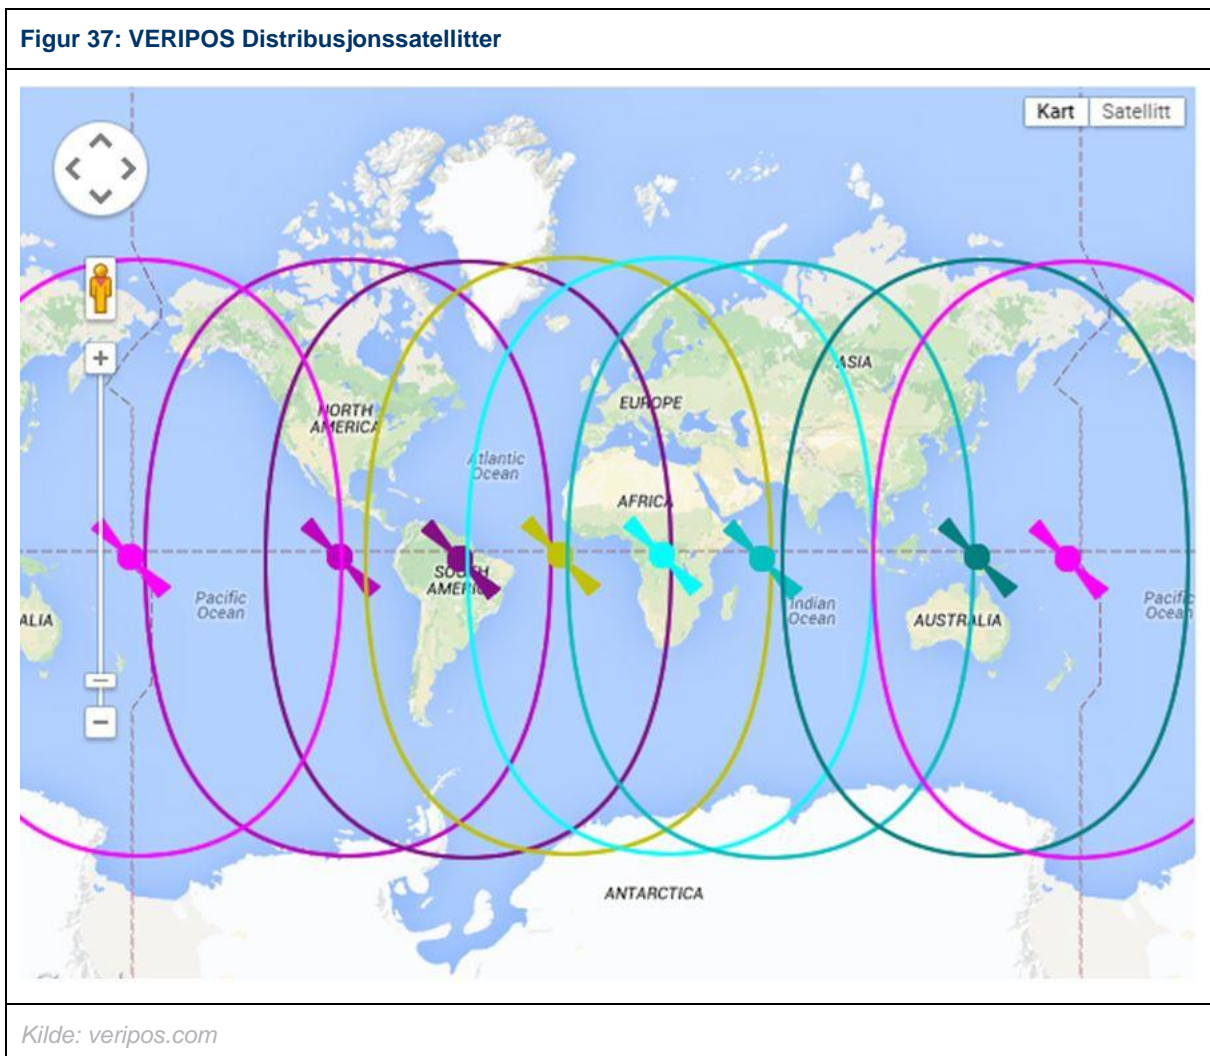 Figur 37: VERIPOS Distribusjonssatellitter
Kart
Satellitt
ASIA
NORTH
AMERICA
EUROPE
Atlantic
Ocean
AFRICA
SOUTH
AMERIC
Pacific
Ocean
Indian
Ocean
Pacific
Ocean
ALIA
AUSTRALIA
ANTARCTICA
Kilde: veripos.com